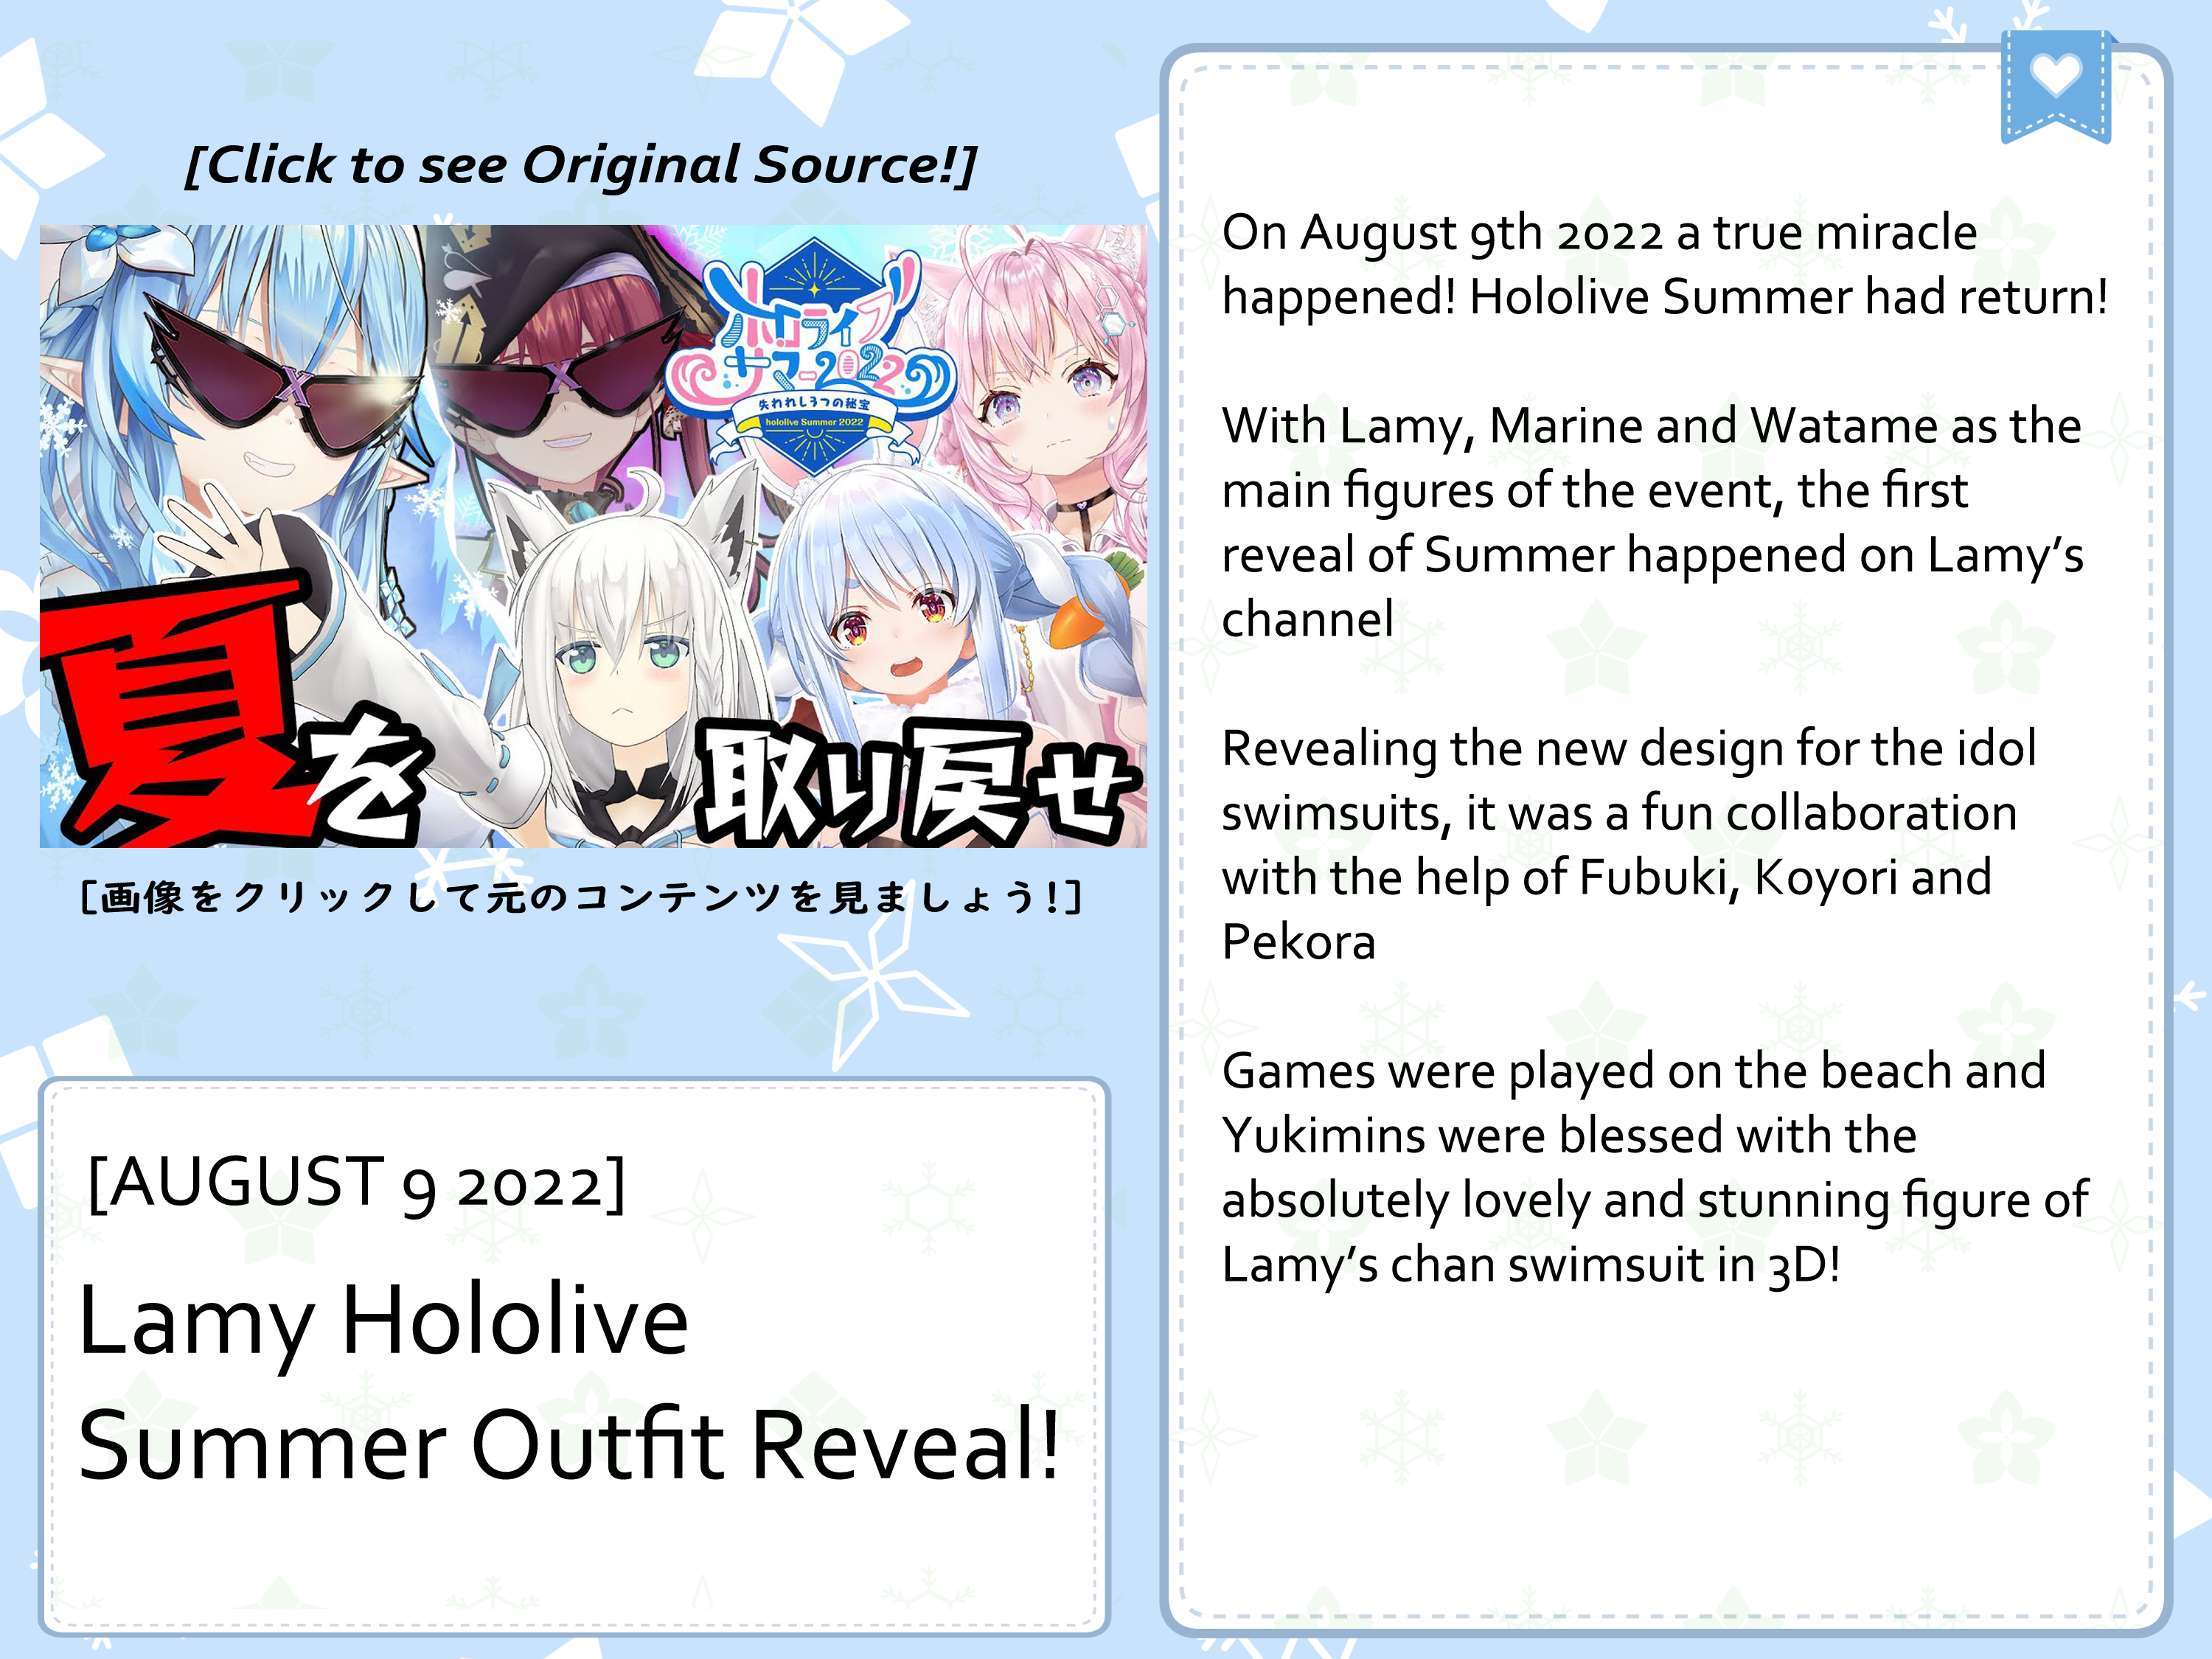 [Click to see Original Source!]
ホロライブ
サマー2022
失われし3つの秘宝
hololive Summer 2022
夏を取り戻せ
[画像をクリックして元のコンテンツを見ましょう!]
[AUGUST 9 2022]
Lamy Hololive
Summer Outfit Reveal!
On August 9th 2022 a true miracle
happened! Hololive Summer had return!
With Lamy, Marine and Watame as the
main figures of the event, the first
reveal of Summer happened on Lamy's
channel
Revealing the new design for the idol
swimsuits, it was a fun collaboration
with the help of Fubuki, Koyori and
Pekora
Games were played on the beach and
Yukimins were blessed with the
absolutely lovely and stunning figure of
Lamy's chan swimsuit in 3D!